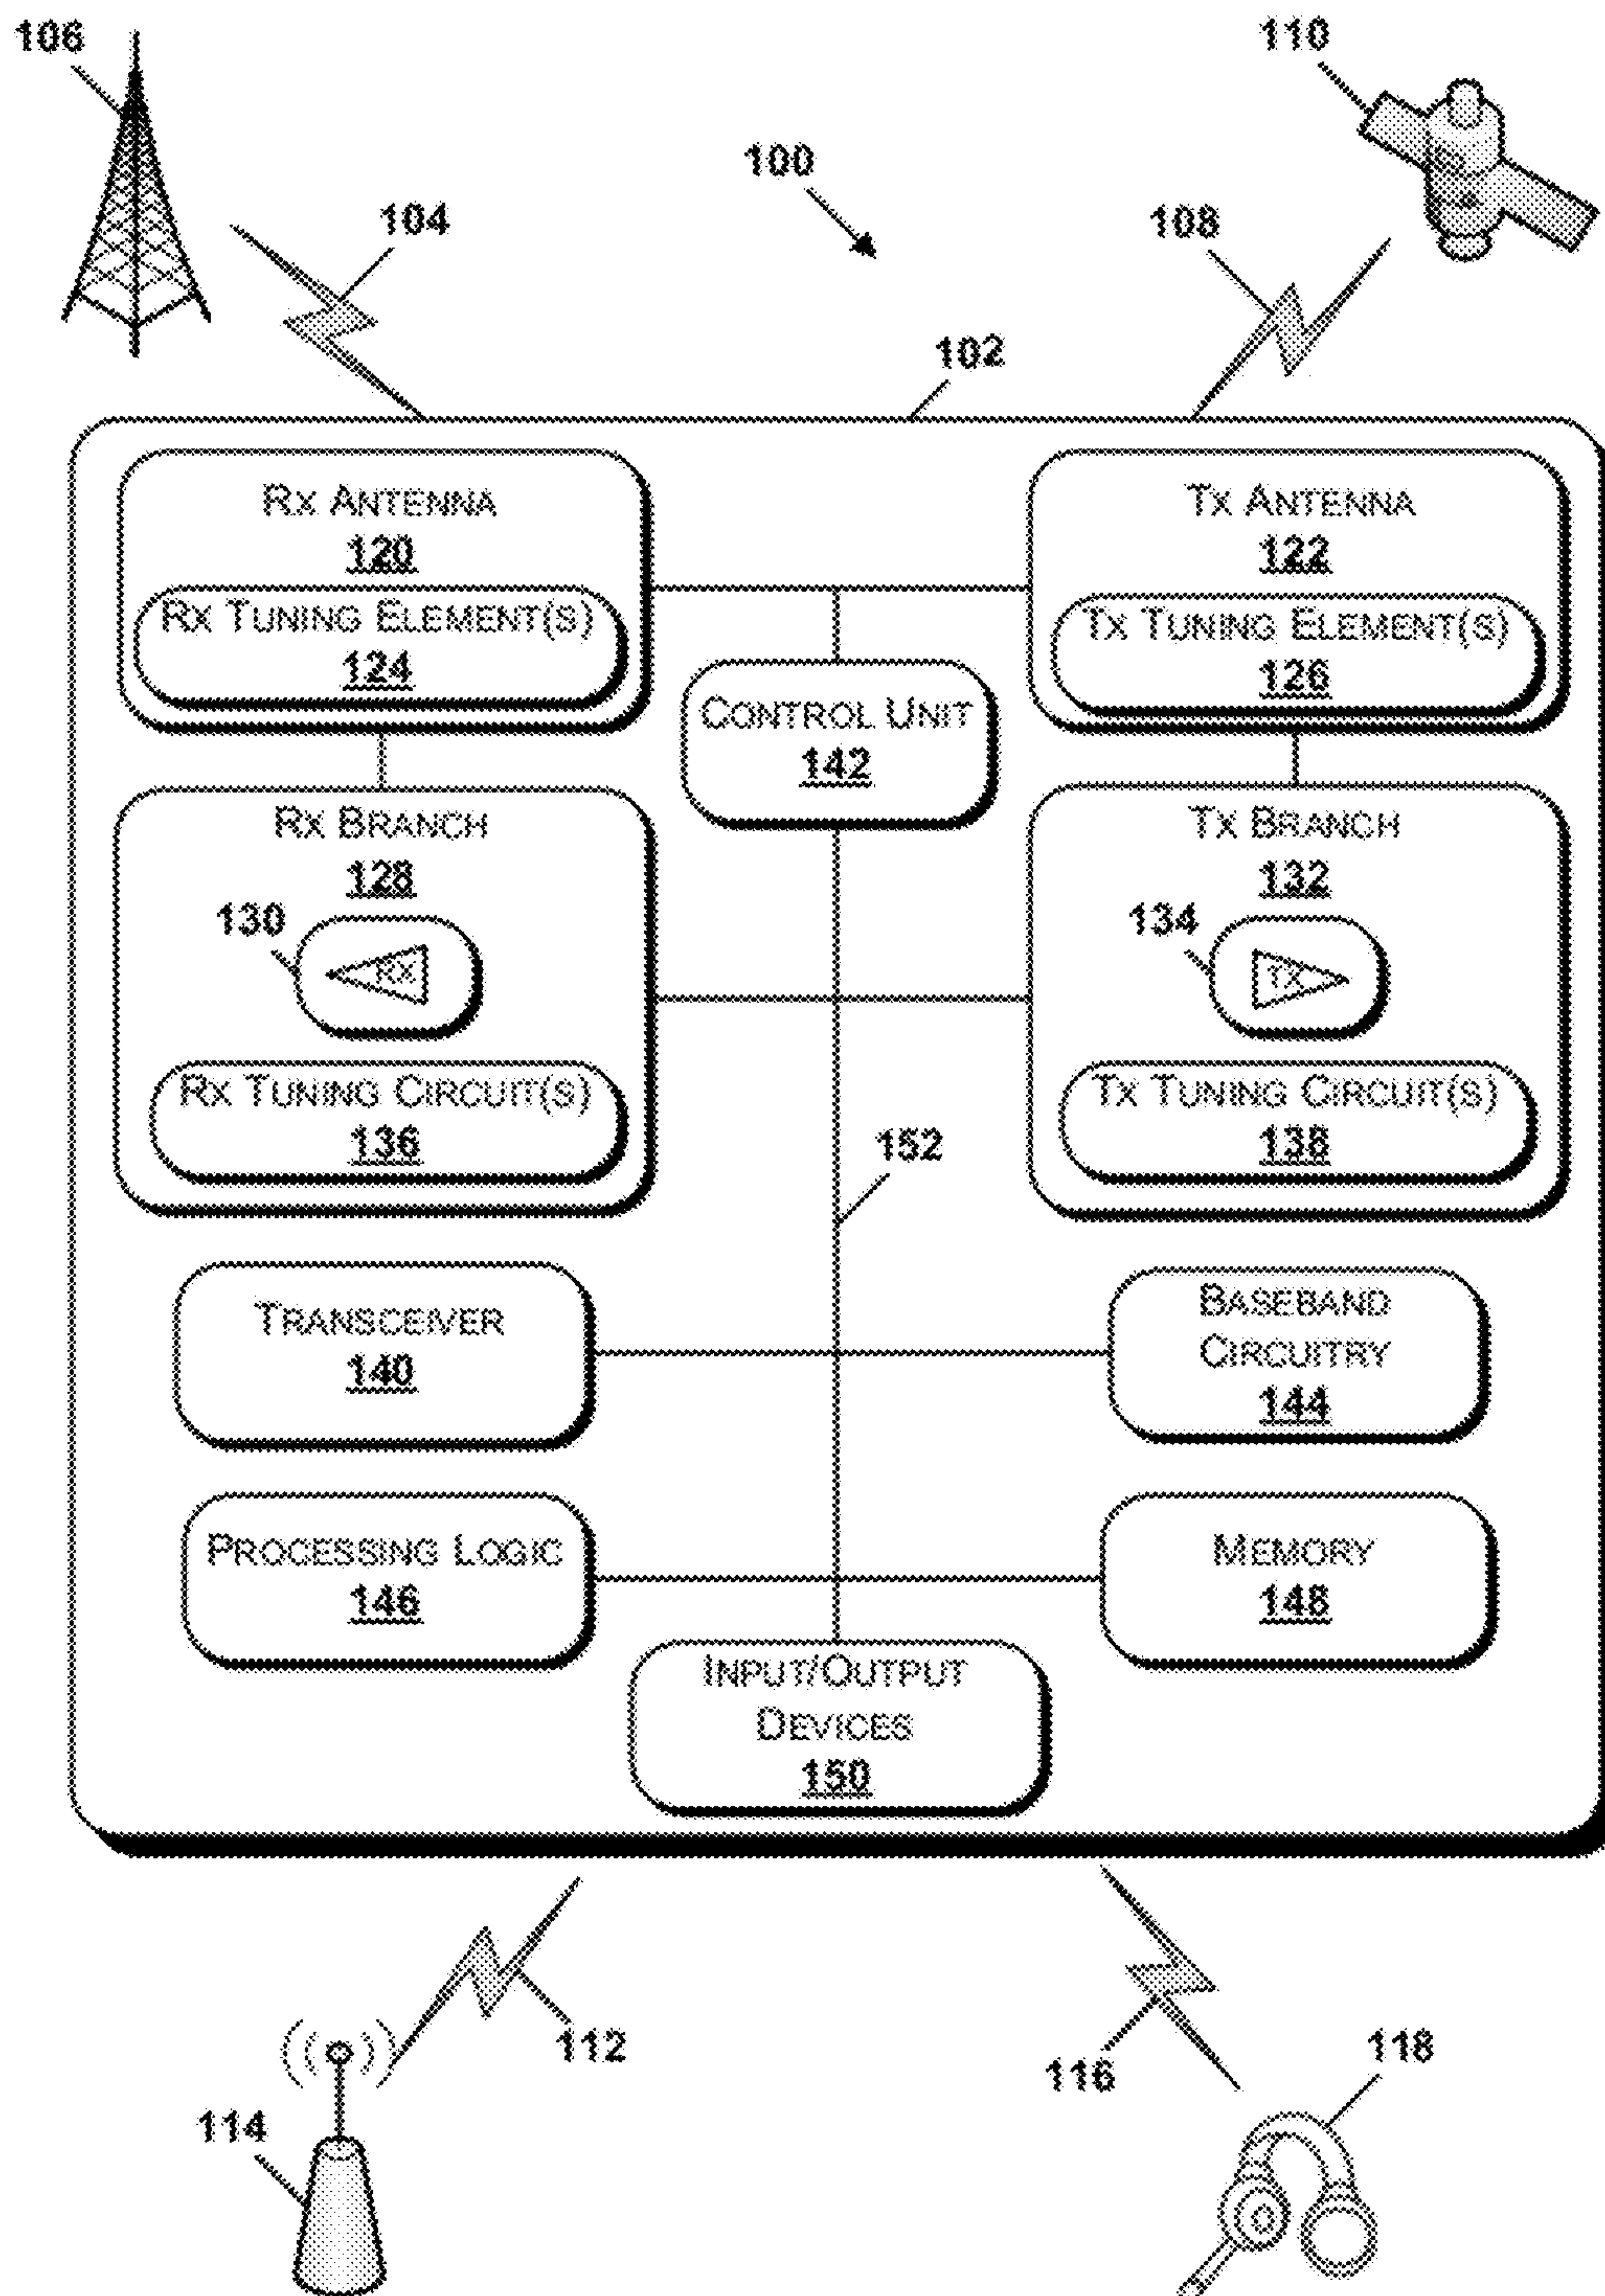 106
110
100
104
108
102
RX ANTENNA
120
RX TUNING ELEMENT(S)
124
TX ANTENNA
122
TX TUNING ELEMENT(S)
126
CONTROL UNIT
142
RX BRANCH
128
130
RX
RX TUNING CIRCUIT(S)
136
TX BRANCH
132
134
TX
TX TUNING CIRCUIT(S)
138
152
TRANSCEIVER
140
BASEBAND
CIRCUITRY
144
PROCESSING LOGIC
146
MEMORY
148
INPUT/OUTPUT
DEVICES
150
112
116
118
114